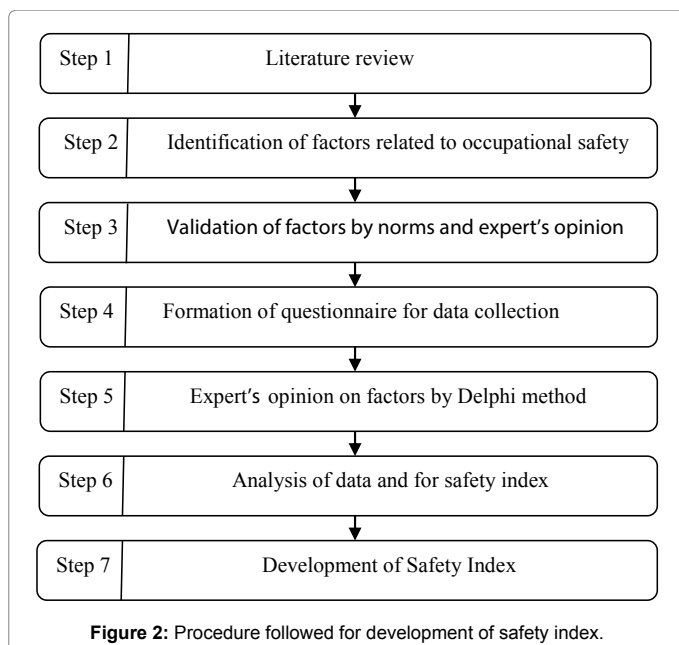 Step 1 Literature review
Step 2 Identification of factors related to occupational safety
Step 3 Validation of factors by norms and expert's opinion
Step 4 Formation of questionnaire for data collection
Step 5 Expert's opinion on factors by Delphi method
Step 6 Analysis of data and for safety index
Step 7 Development of Safety Index
Figure 2: Procedure followed for development of safety index.